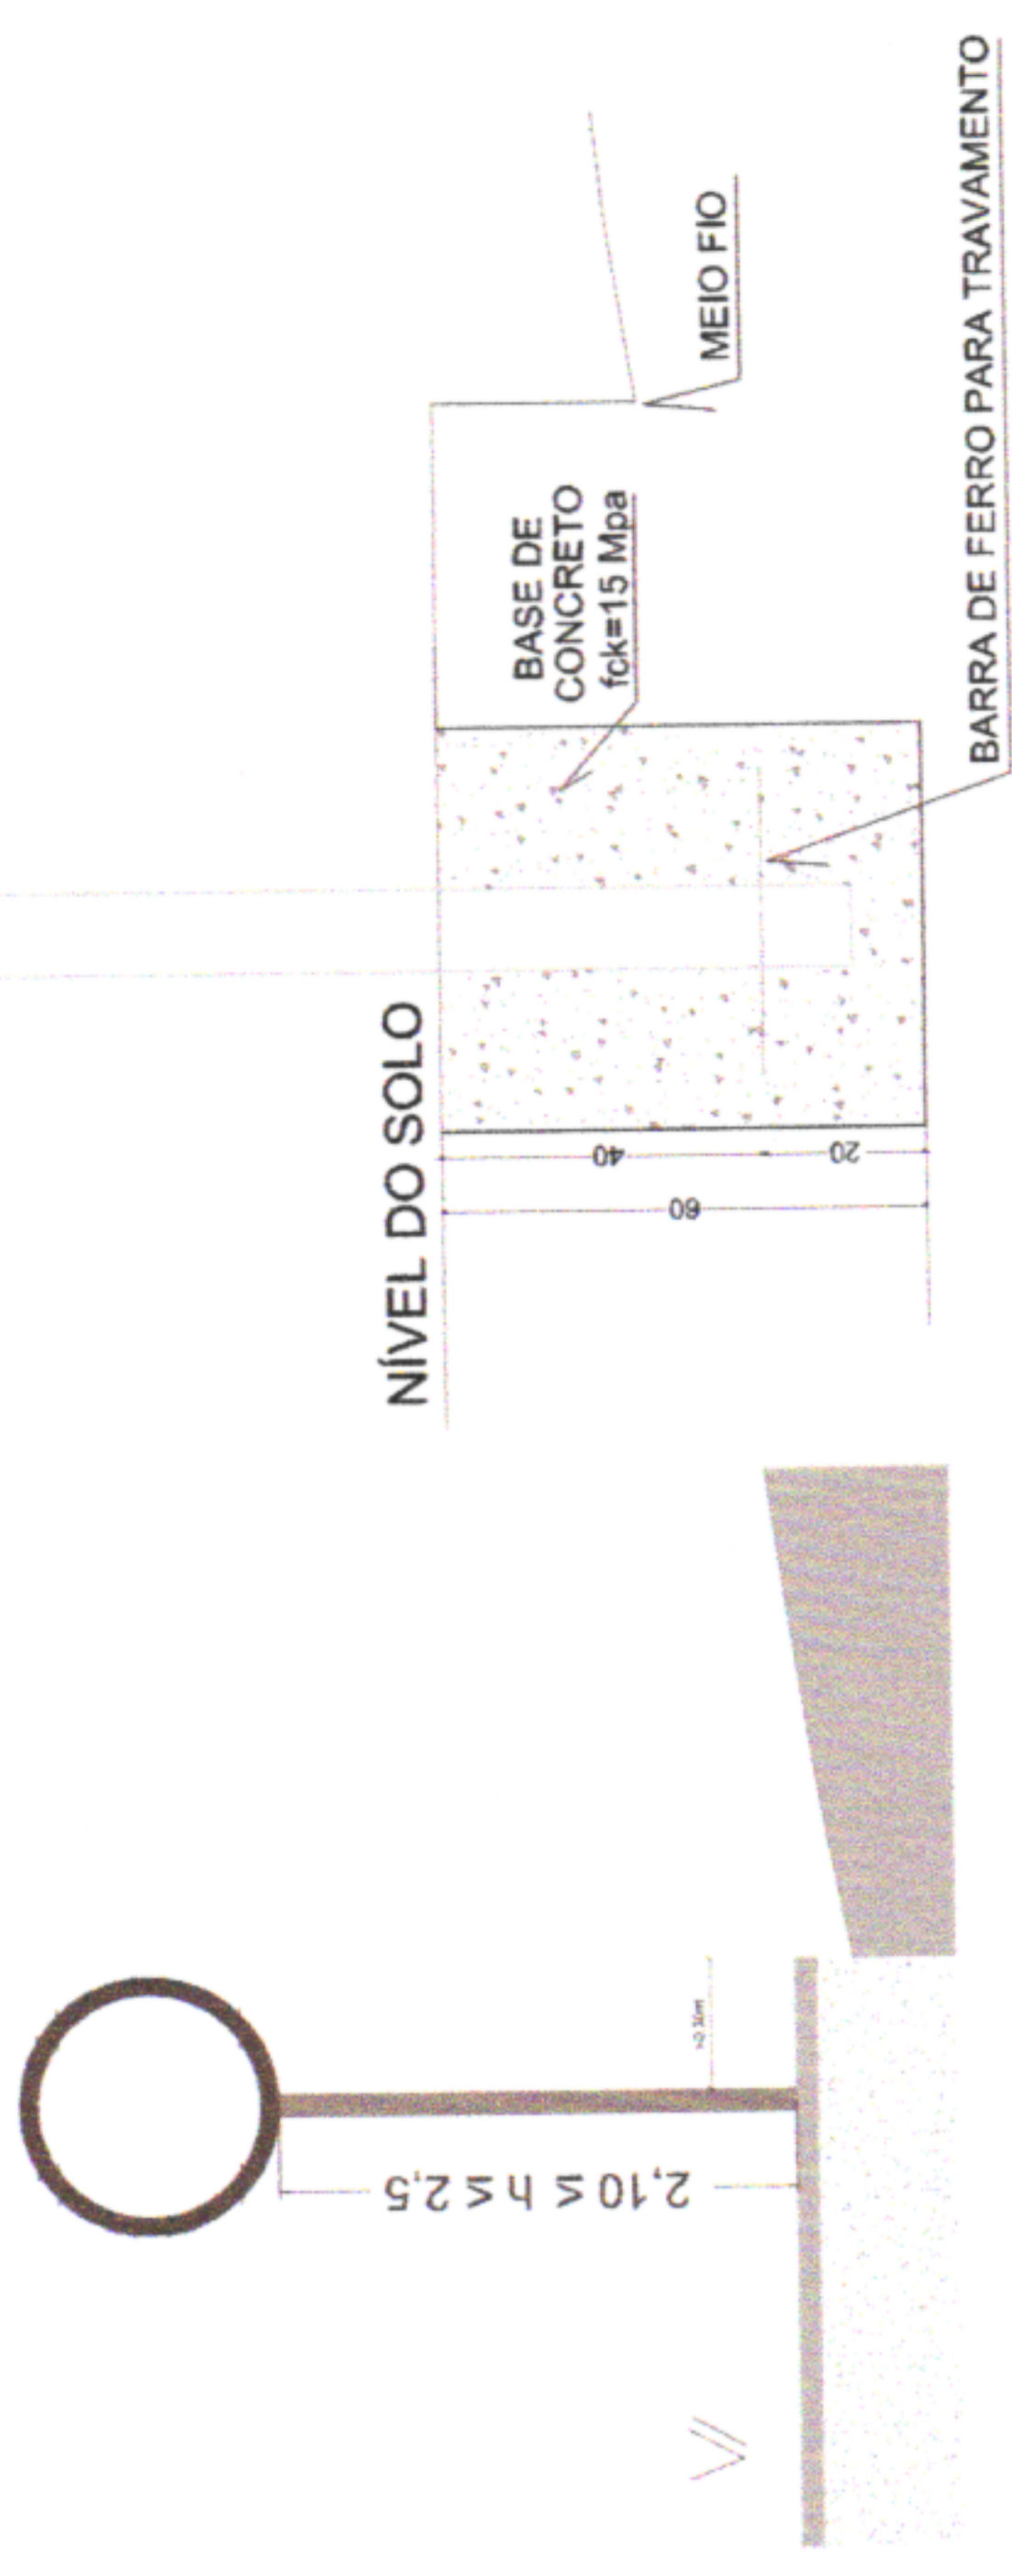 NÍVEL DO SOLO
BASE DE
CONCRETO
fck=15 Mpa
MEIO FIO
BARRA DE FERRO PARA TRAVAMENTO
40
20
60
2,10 ≤ h ≤ 2,5